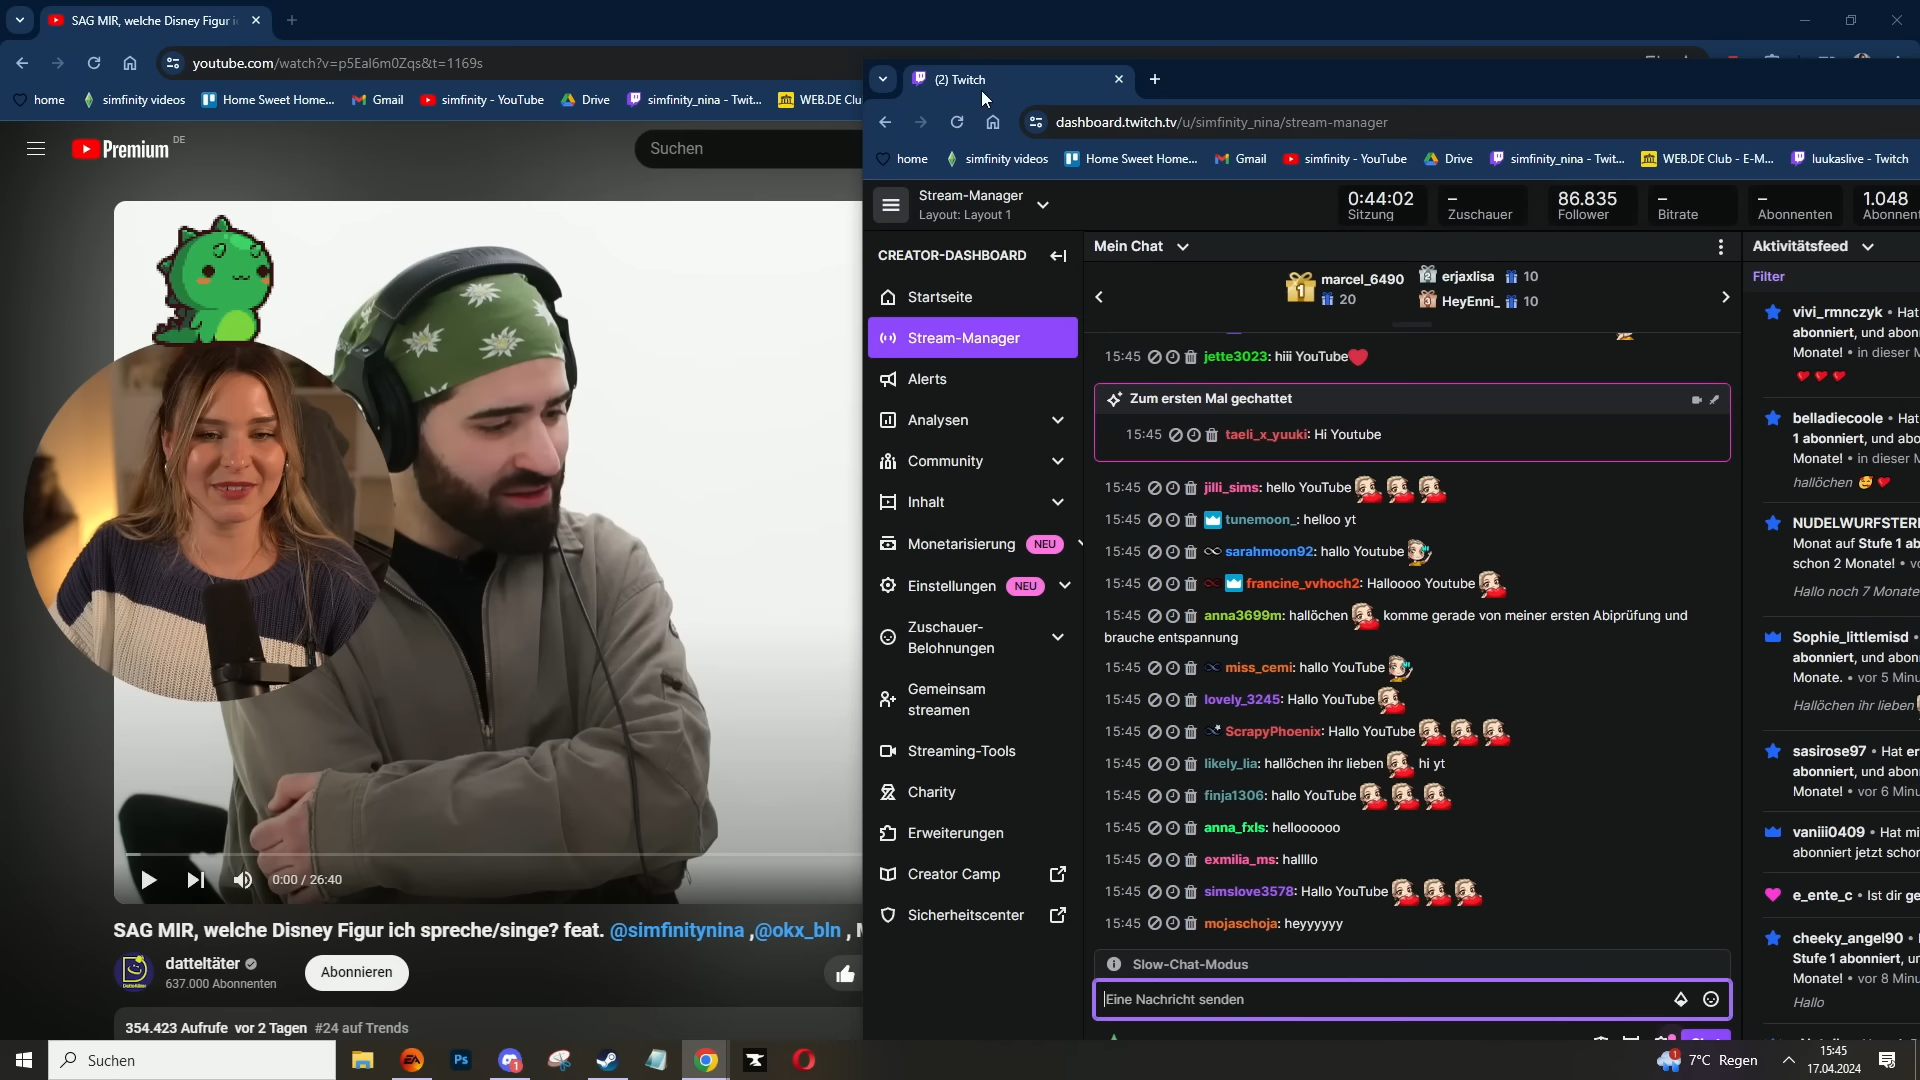 SAG MIR, welche Disney Figur i
youtube.com/watch?v=p5Eal6m0Zqs&t=1169s
home
simfinity videos
Home Sweet Home...
Gmail
simfinity - YouTube
Drive
simfinity_nina - Twit...
WEB.DE Clu
Premium DE
Suchen
0:00 / 26:40
SAG MIR, welche Disney Figur ich spreche/singe? feat. @simfinitynina ,@okx_bln ,
datteltäter
637.000 Abonnenten
Abonnieren
354.423 Aufrufe vor 2 Tagen #24 auf Trends
(2) Twitch
dashboard.twitch.tv/u/simfinity_nina/stream-manager
home
simfinity videos
Home Sweet Home...
Gmail
simfinity - YouTube
Drive
simfinity_nina - Twit...
WEB.DE Club - E-M...
luukaslive - Twitch
Stream-Manager
Layout: Layout 1
0:44:02
Sitzung
–
Zuschauer
86.835
Follower
–
Bitrate
–
Abonnenten
1.048
Abonnent
CREATOR-DASHBOARD
Startseite
Stream-Manager
Alerts
Analysen
Community
Inhalt
Monetarisierung NEU
Einstellungen NEU
Zuschauer-
Belohnungen
Gemeinsam
streamen
Streaming-Tools
Charity
Erweiterungen
Creator Camp
Sicherheitscenter
Mein Chat
1 marcel_6490
20
2 erjaxlisa 10
3 HeyEnni_ 10
15:45 jette3023: hiii YouTube
Zum ersten Mal gechattet
15:45 taeli_x_yuuki: Hi Youtube
15:45 jilli_sims: hello YouTube
15:45 tunemoon_: helloo yt
15:45 sarahmoon92: hallo Youtube
15:45 francine_vvhoch2: Halloooo Youtube
15:45 anna3699m: hallöchen komme gerade von meiner ersten Abiprüfung und
brauche entspannung
15:45 miss_cemi: hallo YouTube
15:45 lovely_3245: Hallo YouTube
15:45 ScrapyPhoenix: Hallo YouTube
15:45 likely_lia: hallöchen ihr lieben hi yt
15:45 finja1306: hallo YouTube
15:45 anna_fxls: melloooooo
15:45 exmilia_ms: hallllo
15:45 simslove3578: Hallo YouTube
15:45 mojaschoja: heyyyyyy
Slow-Chat-Modus
Eine Nachricht senden
Aktivitätsfeed
Filter
vivi_rmnczyk • Hat
abonniert, und abon
Monate! • in dieser M
belladiecoole • Hat
1 abonniert, und abo
Monate! • in dieser M
hallöchen
NUDELWURFSTER
Monat auf Stufe 1 ab
schon 2 Monate! • vo
Hallo noch 7 Monate
Sophie_littlemisd •
abonniert, und abon
Monate. • vor 5 Minu
Hallöchen ihr lieben
sasirose97 • Hat er
abonniert, und abon
Monate! • vor 6 Minu
vaniii0409 • Hat mi
abonniert jetzt schor
e_ente_c • Ist dir ge
cheeky_angel90 •
Stufe 1 abonniert, ur
Monate! • vor 8 Minu
Hallo
Suchen
7°C Regen
15:45
17.04.2024